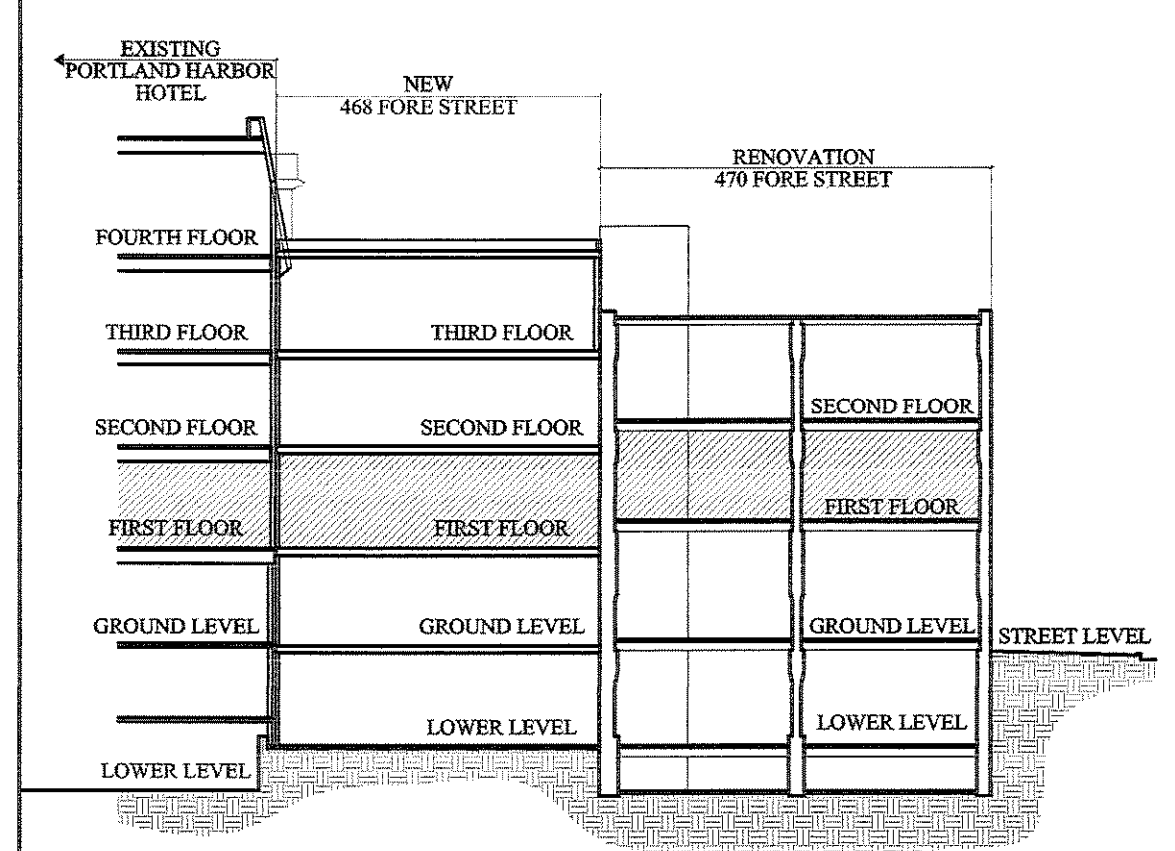 EXISTING
PORTLAND HARBOR
HOTEL
NEW
468 FORE STREET
RENOVATION
470 FORE STREET
FOURTH FLOOR
THIRD FLOOR
THIRD FLOOR
SECOND FLOOR
SECOND FLOOR
SECOND FLOOR
FIRST FLOOR
FIRST FLOOR
FIRST FLOOR
GROUND LEVEL
GROUND LEVEL
GROUND LEVEL
STREET LEVEL
LOWER LEVEL
LOWER LEVEL
LOWER LEVEL